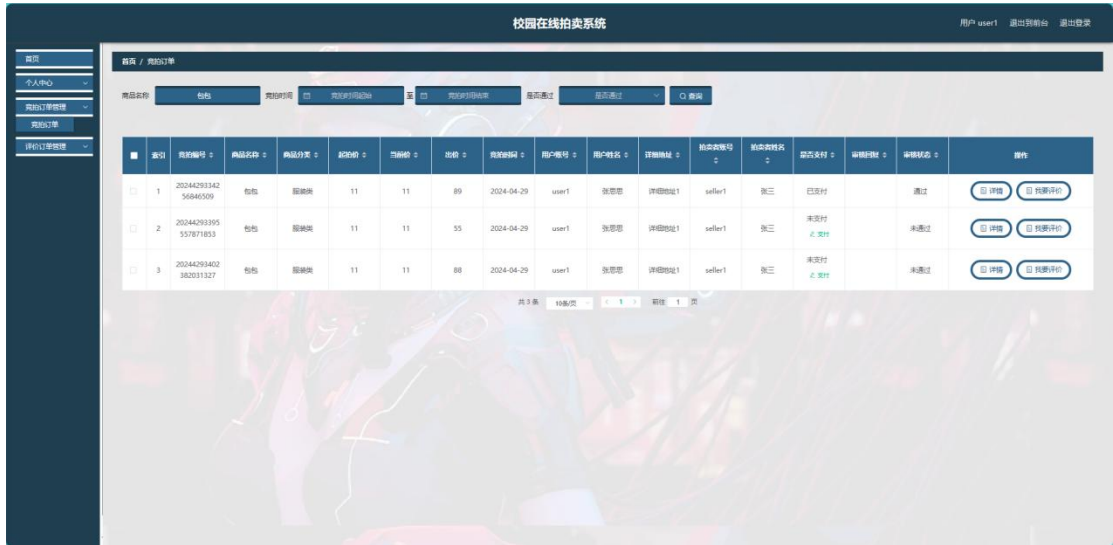 校园在线拍卖系统
用户 user1 退出到前台 退出登录
首页
个人中心
竞拍订单管理
竞拍订单
评价订单管理
首页 / 竞拍订单
商品名称 包包 竞拍时间 竞拍时间起始 至 竞拍时间结束 是否通过 是否通过 查询
索引 竞拍编号 商品名称 商品分类 起拍价 当前价 出价 竞拍时间 用户账号 用户姓名 详细地址 拍卖者账号 拍卖者姓名 是否支付 审核回复 审核状态 操作
1 20244293342 包包 服装类 11 11 89 2024-04-29 user1 张思思 详细地址1 seller1 张三 已支付 通过 详情 我要评价
56846509
2 20244293395 包包 服装类 11 11 55 2024-04-29 user1 张思思 详细地址1 seller1 张三 未支付 未通过 详情 我要评价
557871853 支付
3 20244293402 包包 服装类 11 11 88 2024-04-29 user1 张思思 详细地址1 seller1 张三 未支付 未通过 详情 我要评价
382031327 支付
共 3 条 10条/页 1 前往 1 页